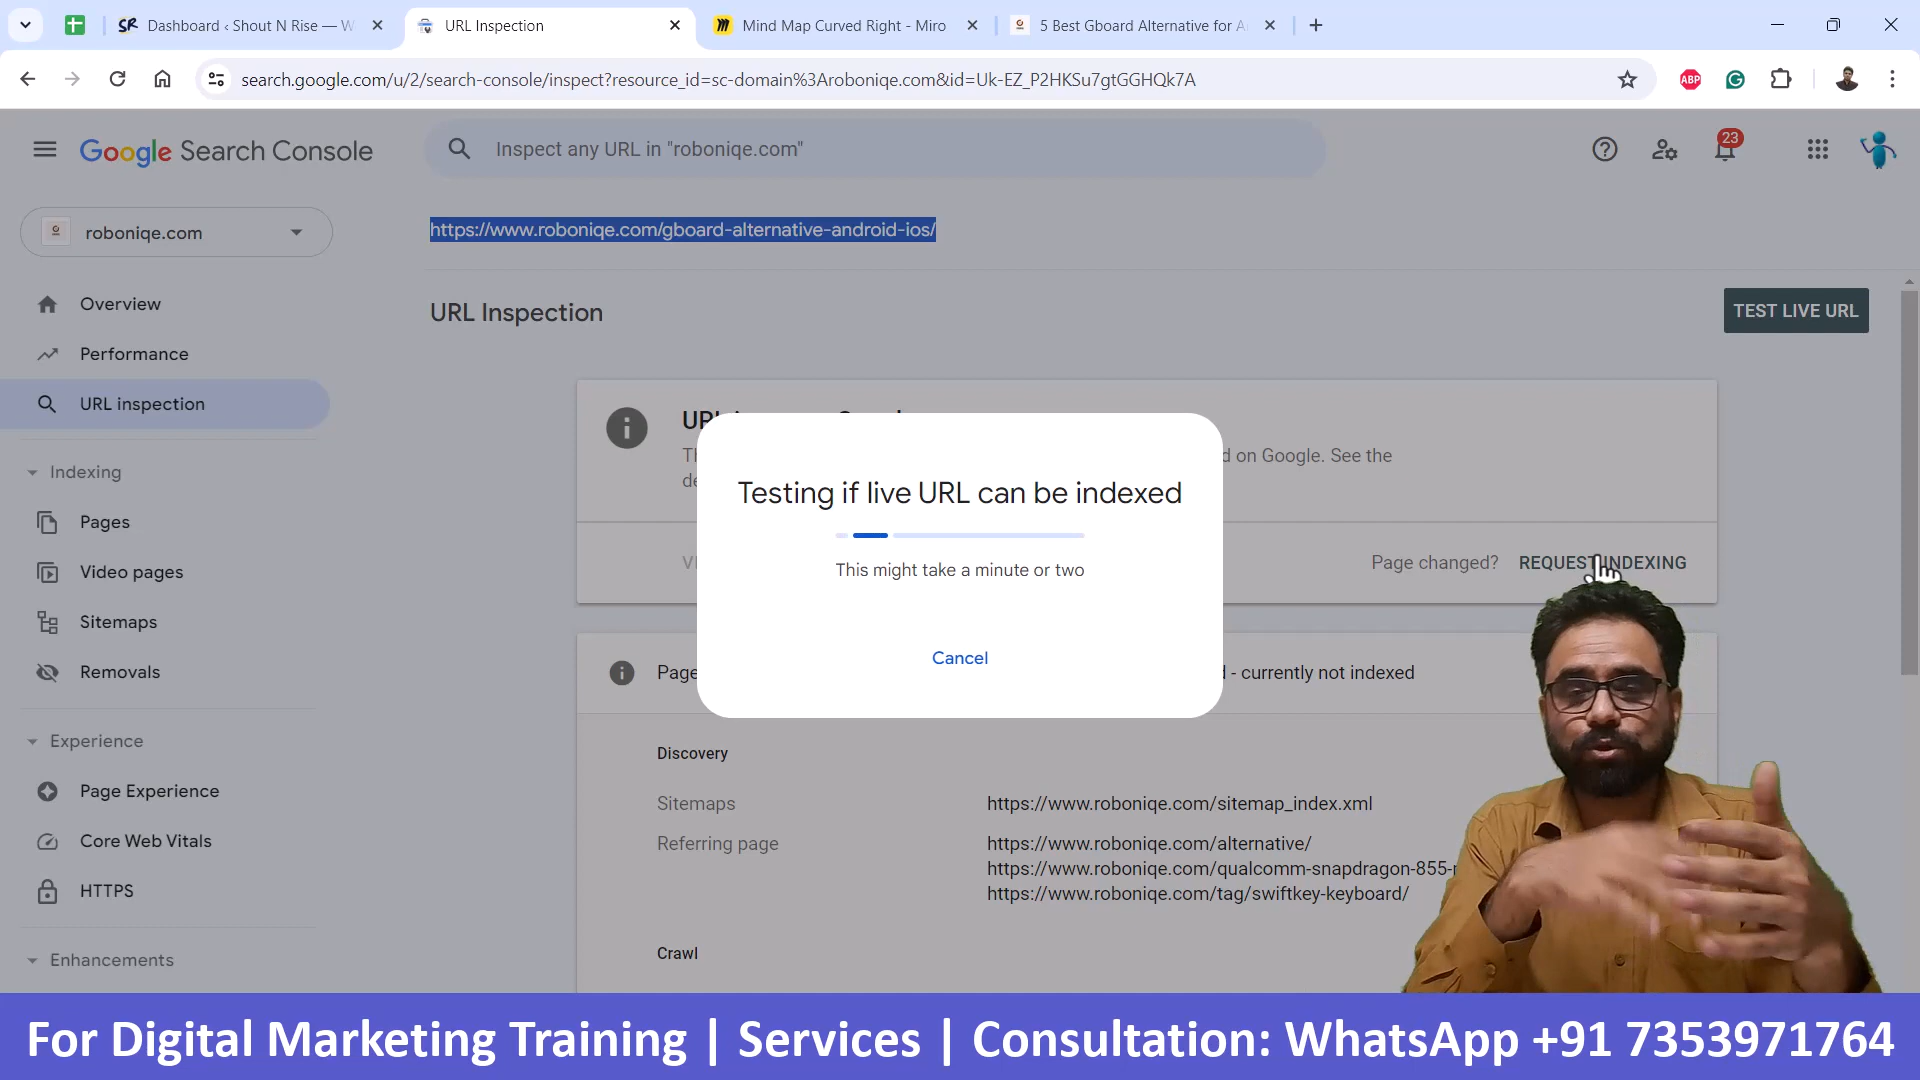 SR Dashboard ‹ Shout N Rise — W
URL Inspection
Mind Map Curved Right - Miro
5 Best Gboard Alternative for A
search.google.com/u/2/search-console/inspect?resource_id=sc-domain%3Aroboniqe.com&id=Uk-EZ_P2HKSu7gtGGHQk7A
ABP
Google Search Console
Inspect any URL in "roboniqe.com"
23
roboniqe.com
https://www.roboniqe.com/gboard-alternative-android-ios/
Overview
Performance
URL inspection
Indexing
Pages
Video pages
Sitemaps
Removals
Experience
Page Experience
Core Web Vitals
HTTPS
Enhancements
URL Inspection
TEST LIVE URL
d on Google. See the
Page changed? REQUEST INDEXING
Testing if live URL can be indexed
This might take a minute or two
Cancel
Page
d - currently not indexed
Discovery
Sitemaps https://www.roboniqe.com/sitemap_index.xml
Referring page https://www.roboniqe.com/alternative/
https://www.roboniqe.com/qualcomm-snapdragon-855-
https://www.roboniqe.com/tag/swiftkey-keyboard/
Crawl
For Digital Marketing Training | Services | Consultation: WhatsApp +91 7353971764